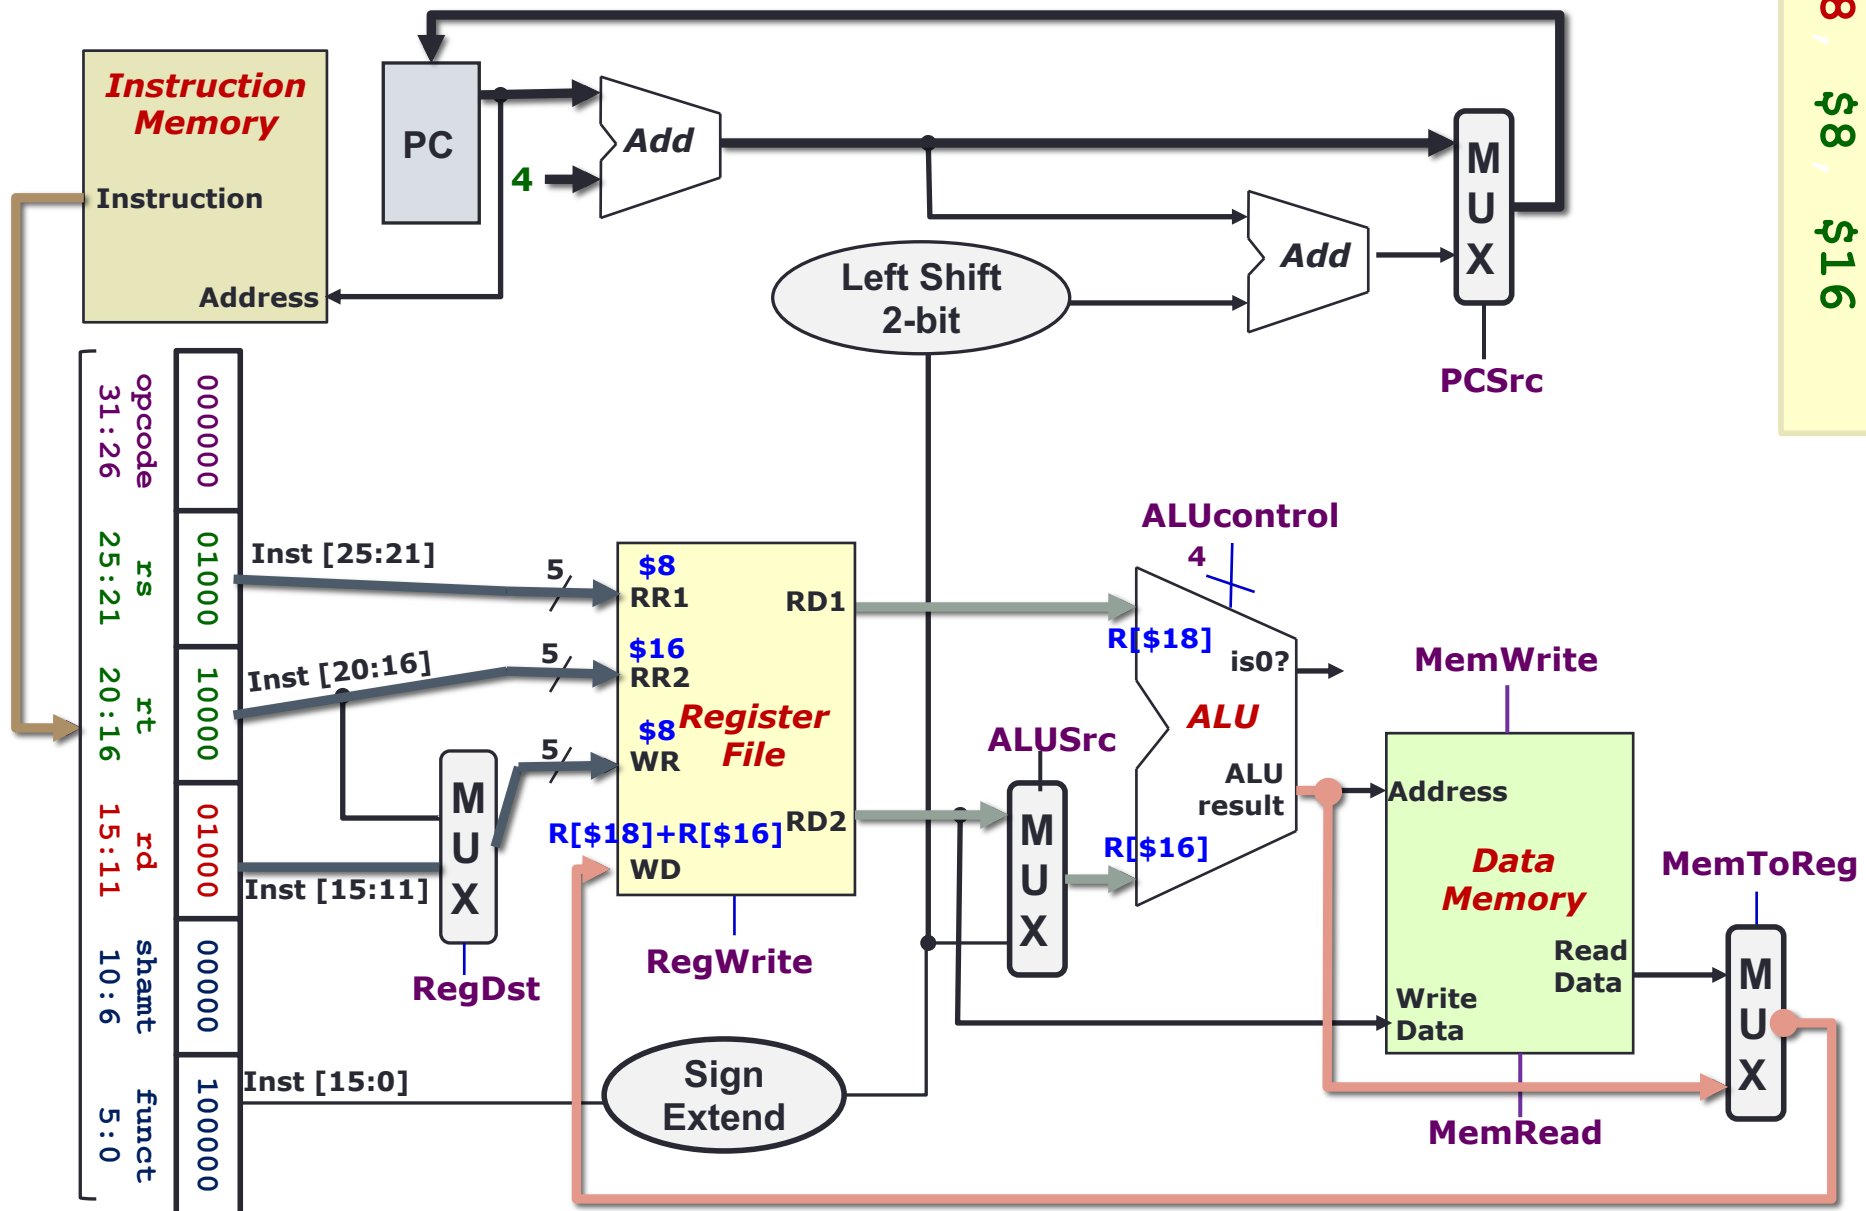 Instruction
Memory
Instruction
Address
PC
4
Add
Left Shift
2-bit
Add
M
U
X
PCSrc
8, $8, $16
opcode
31:26
000000
rs
25:21
01000
rt
20:16
10000
rd
15:11
01000
shamt
10:6
00000
funct
5:0
100000
Inst [25:21]
5
Inst [20:16]
5
5
Inst [15:11]
Inst [15:0]
M
U
X
RegDst
$8
RR1
RD1
$16
RR2
$8
WR
Register
File
R[$18]+R[$16]
RD2
WD
RegWrite
Sign
Extend
ALUSrc
M
U
X
ALUcontrol
4
R[$18]
is0?
ALU
ALU
result
R[$16]
MemWrite
Address
Data
Memory
Read
Data
Write
Data
MemRead
MemToReg
M
U
X